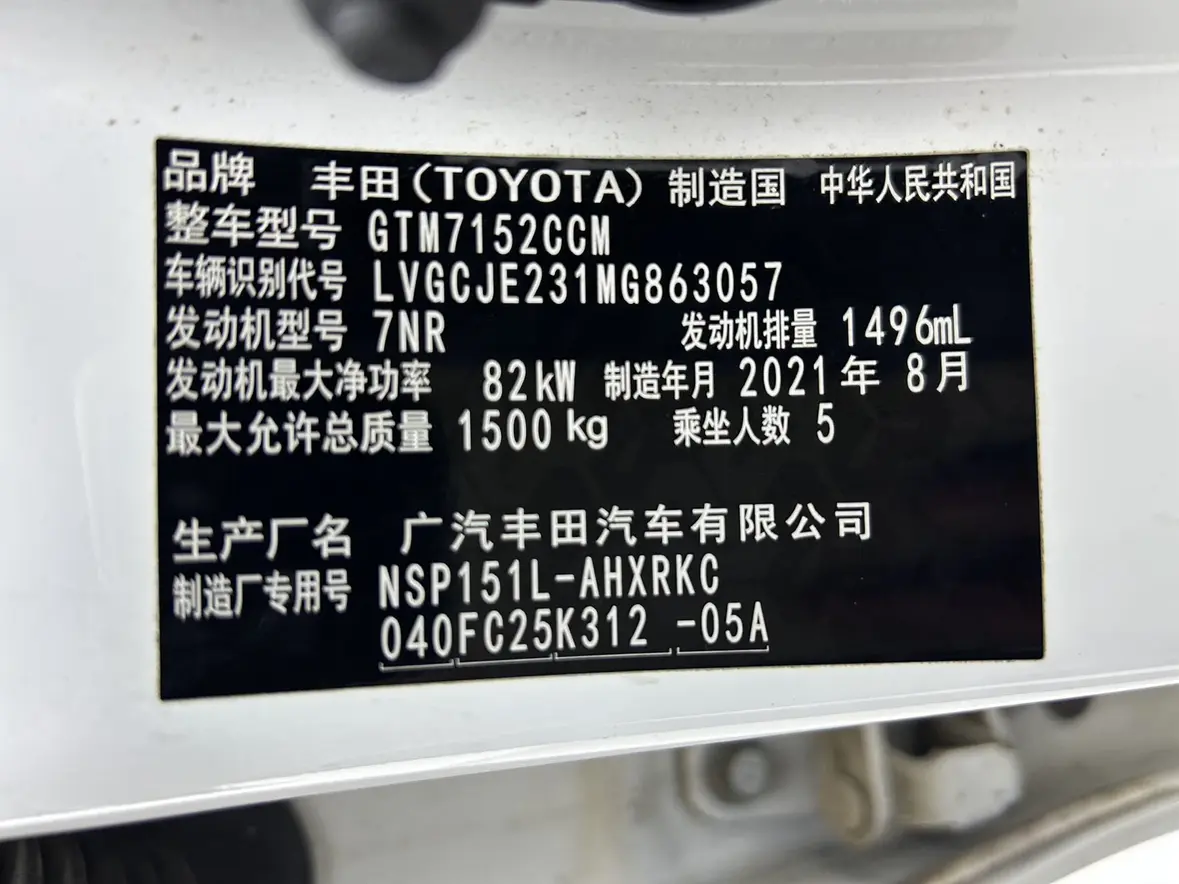 品牌 丰田(TOYOTA) 制造国 中华人民共和国
整车型号 GTM7152CCM
车辆识别代号 LVGCJE231MG863057
发动机型号 7NR 发动机排量 1496mL
发动机最大净功率 82kW 制造年月 2021年 8月
最大允许总质量 1500kg 乘坐人数 5
生产厂名 广汽丰田汽车有限公司
制造厂专用号 NSP151L-AHXRKC
040FC25K312 -05A